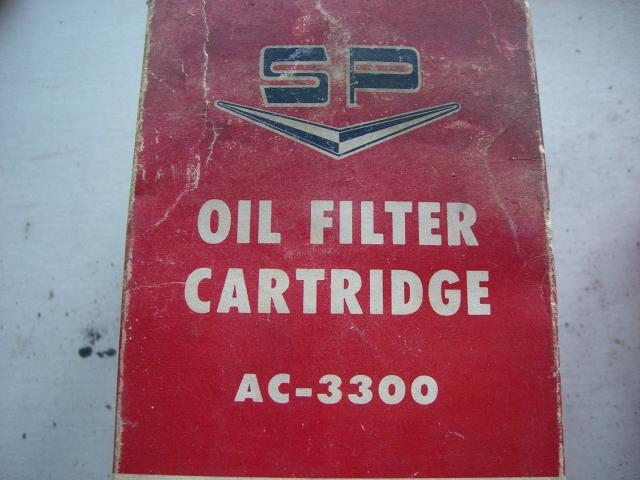 SP
OIL FILTER
CARTRIDGE
AC-3300